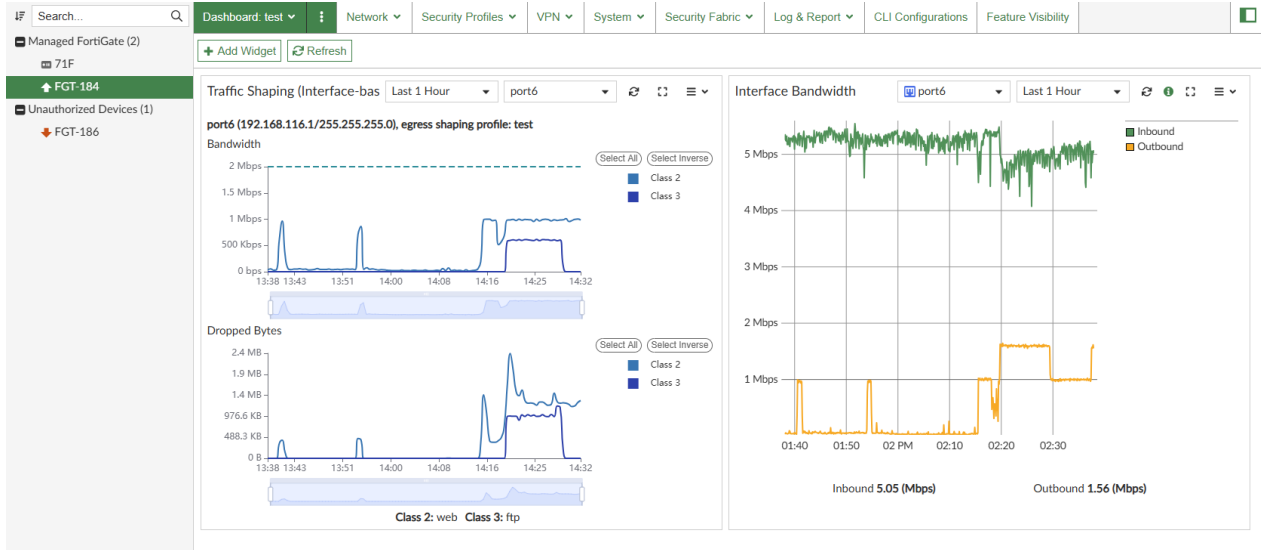 Search...
Managed FortiGate (2)
71F
FGT-184
Unauthorized Devices (1)
FGT-186
Dashboard: test Network Security Profiles VPN System Security Fabric Log & Report CLI Configurations Feature Visibility
+ Add Widget Refresh
Traffic Shaping (Interface-bas Last 1 Hour port6
port6 (192.168.116.1/255.255.255.0), egress shaping profile: test
Bandwidth
Select All Select Inverse
Class 2
Class 3
2 Mbps
1.5 Mbps
1 Mbps
500 Kbps
0 bps
13:38 13:43 13:51 14:00 14:08 14:16 14:25 14:32
Dropped Bytes
Select All Select Inverse
Class 2
Class 3
2.4 MB
1.9 MB
1.4 MB
976.6 KB
488.3 KB
0 B
13:38 13:43 13:51 14:00 14:08 14:16 14:25 14:32
Class 2: web Class 3: ftp
Interface Bandwidth port6 Last 1 Hour
Inbound
Outbound
5 Mbps
4 Mbps
3 Mbps
2 Mbps
1 Mbps
01:40 01:50 02 PM 02:10 02:20 02:30
Inbound 5.05 (Mbps) Outbound 1.56 (Mbps)